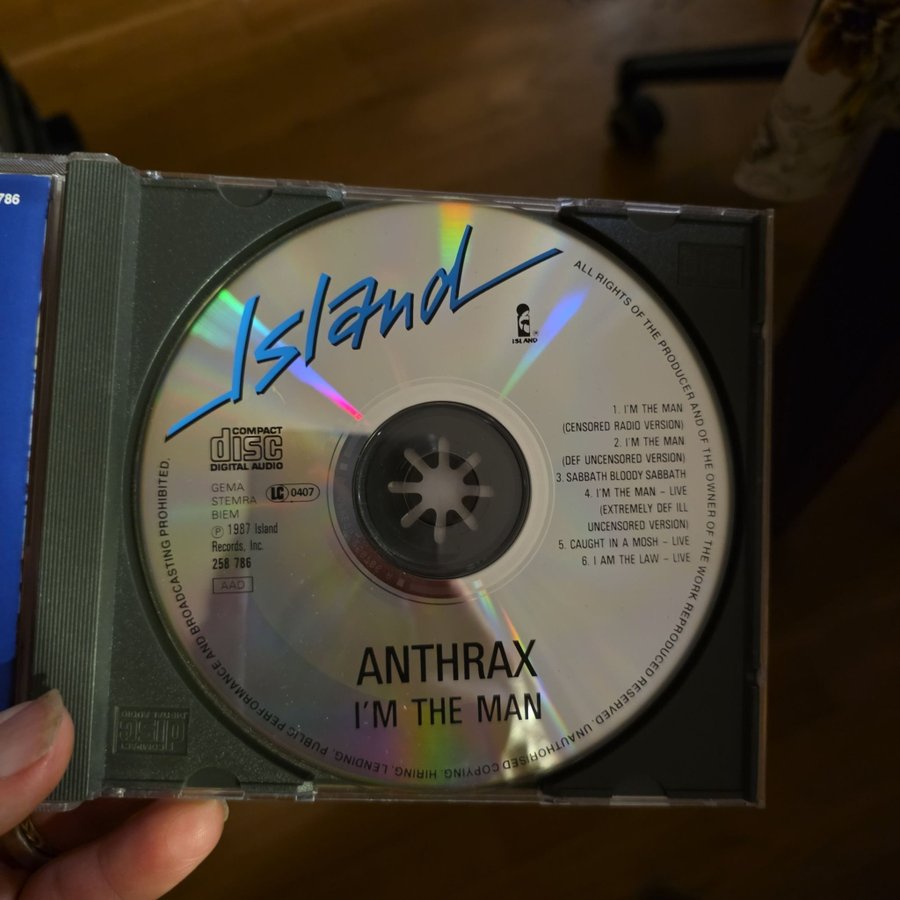 786
Island
ISLAND
COMPACT
disc
DIGITAL AUDIO
GEMA
STEMRA
BIEM
LC 0407
℗ 1987 Island
Records, Inc.
258 786
AAD
1. I'M THE MAN
(CENSORED RADIO VERSION)
2. I'M THE MAN
(DEF UNCENSORED VERSION)
3. SABBATH BLOODY SABBATH
4. I'M THE MAN – LIVE
(EXTREMELY DEF ILL
UNCENSORED VERSION)
5. CAUGHT IN A MOSH – LIVE
6. I AM THE LAW – LIVE
ANTHRAX
I'M THE MAN
ALL RIGHTS OF THE PRODUCER AND OF THE OWNER OF THE WORK REPRODUCED RESERVED. UNAUTHORISED COPYING, HIRING, LENDING, PUBLIC PERFORMANCE AND BROADCASTING PROHIBITED.
COMPACT
disc
DIGITAL AUDIO